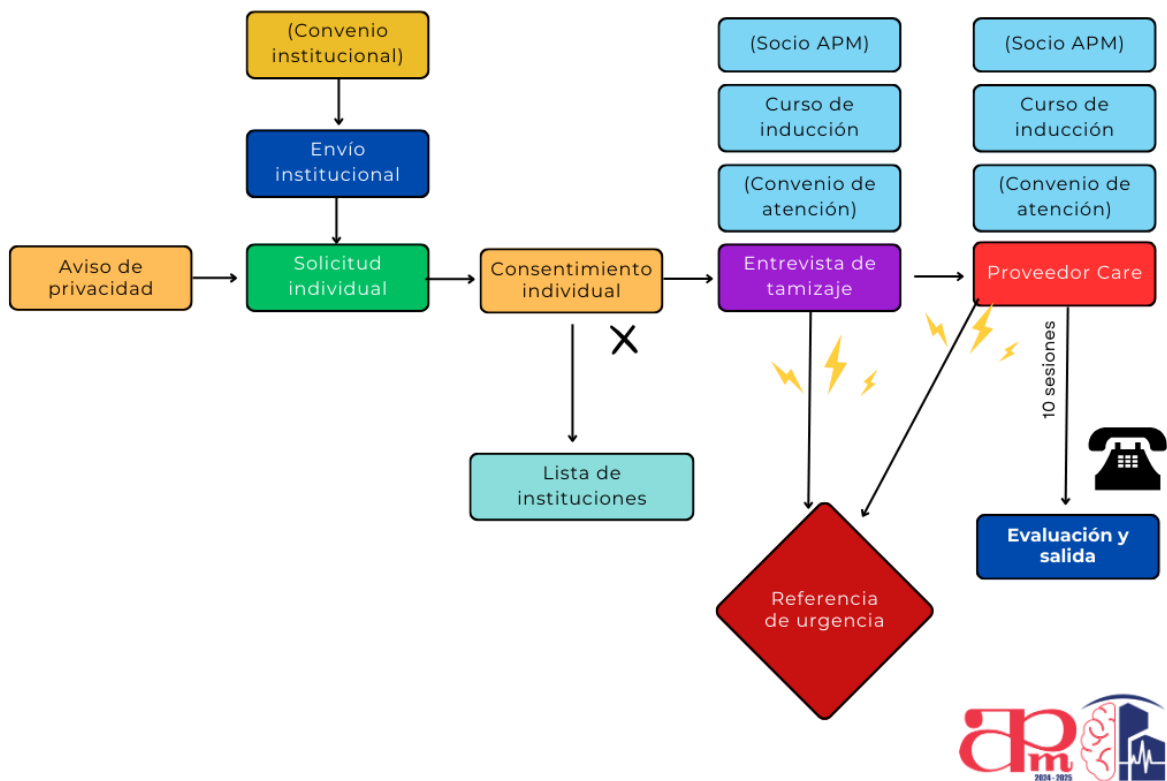 (Convenio
institucional)
Envío
institucional
Aviso de
privacidad
Solicitud
individual
Consentimiento
individual
(Socio APM)
Curso de
inducción
(Convenio de
atención)
Entrevista de
tamizaje
(Socio APM)
Curso de
inducción
(Convenio de
atención)
Proveedor Care
X
10 sesiones
Lista de
instituciones
Evaluación y
salida
Referencia
de urgencia
aPm
2024 - 2025